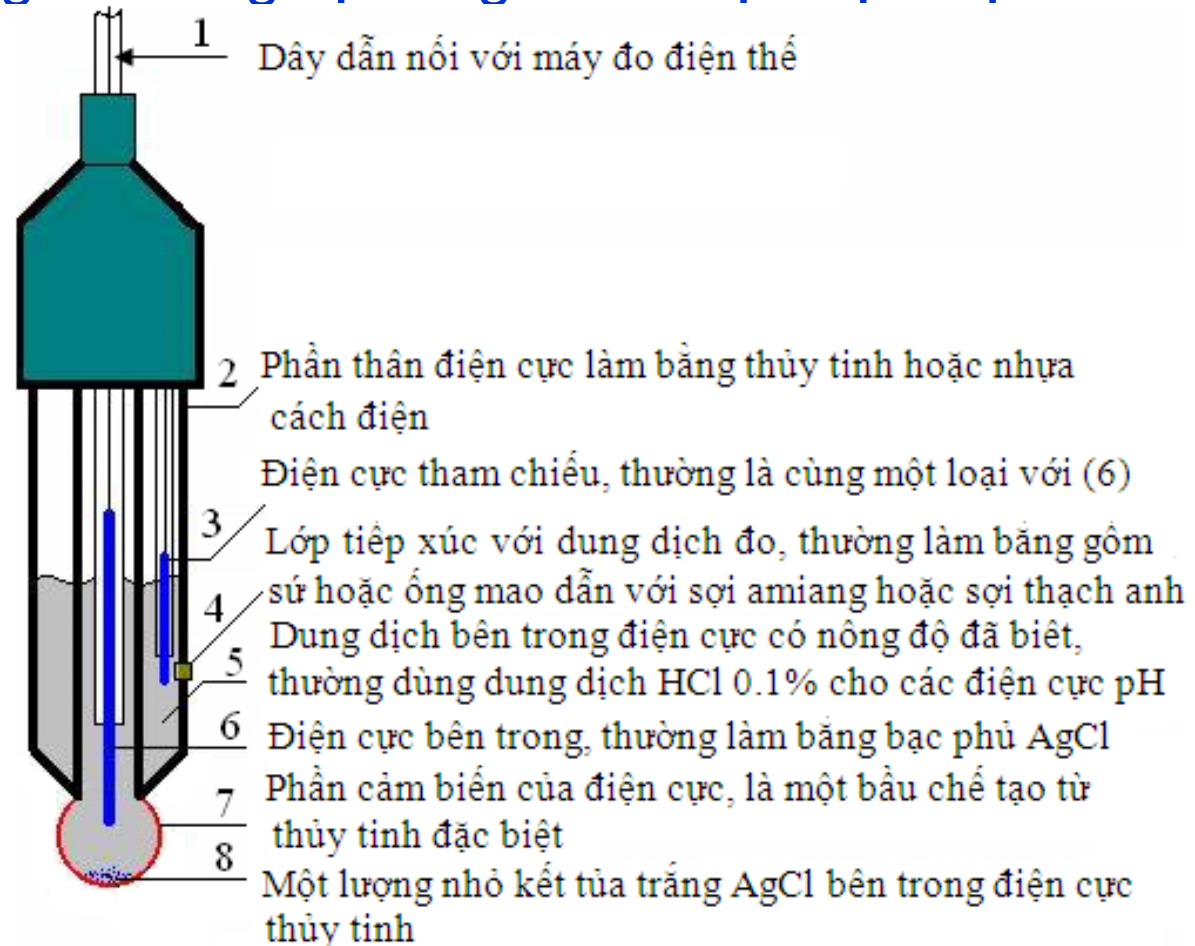 1
Dây dẫn nối với máy đo điện thế
2
Phần thân điện cực làm bằng thủy tinh hoặc nhựa
cách điện
Điện cực tham chiếu, thường là cùng một loại với (6)
3
Lớp tiếp xúc với dung dịch đo, thường làm bằng gốm
sứ hoặc ống mao dẫn với sợi amiang hoặc sợi thạch anh
4
Dung dịch bên trong điện cực có nồng độ đã biết,
5
thường dùng dung dịch HCl 0.1% cho các điện cực pH
6
Điện cực bên trong, thường làm bằng bạc phủ AgCl
7
Phần cảm biến của điện cực, là một bầu chế tạo từ
thủy tinh đặc biệt
8
Một lượng nhỏ kết tủa trắng AgCl bên trong điện cực
thủy tinh